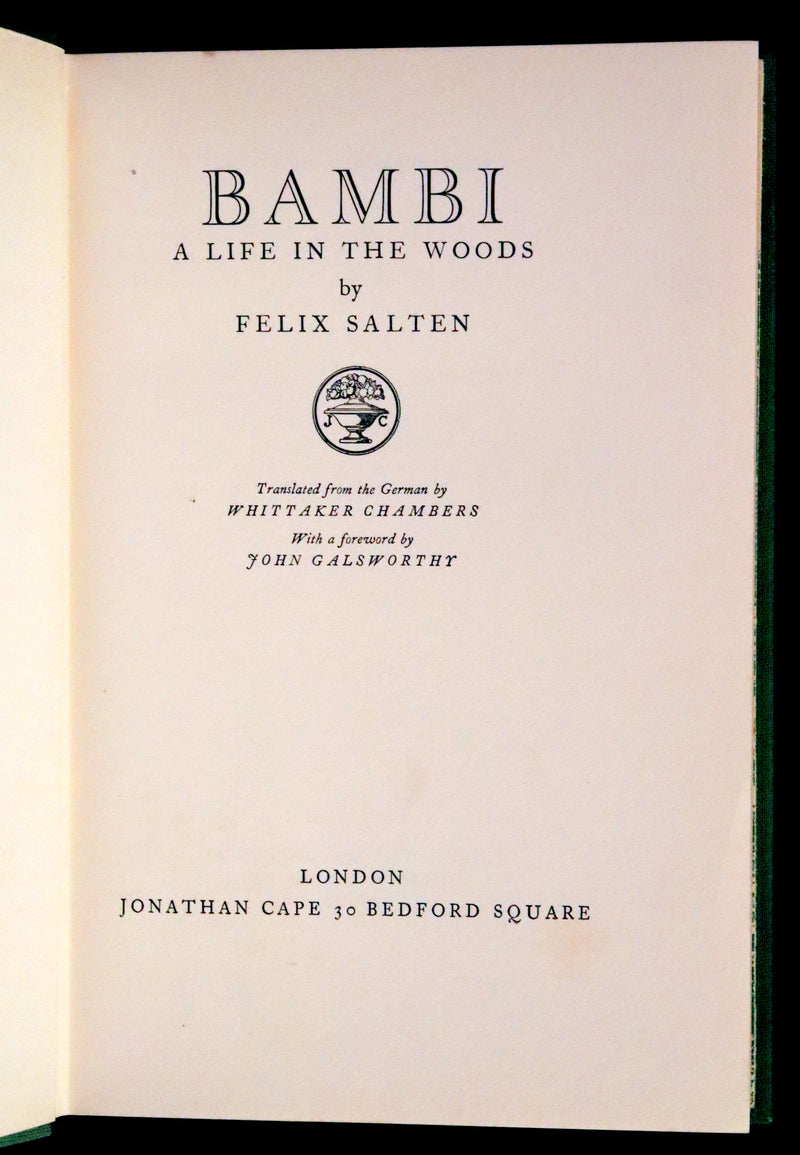 BAMBI
A LIFE IN THE WOODS
by
FELIX SALTEN
J C
Translated from the German by
WHITTAKER CHAMBERS
With a foreword by
JOHN GALSWORTHY
LONDON
JONATHAN CAPE 30 BEDFORD SQUARE